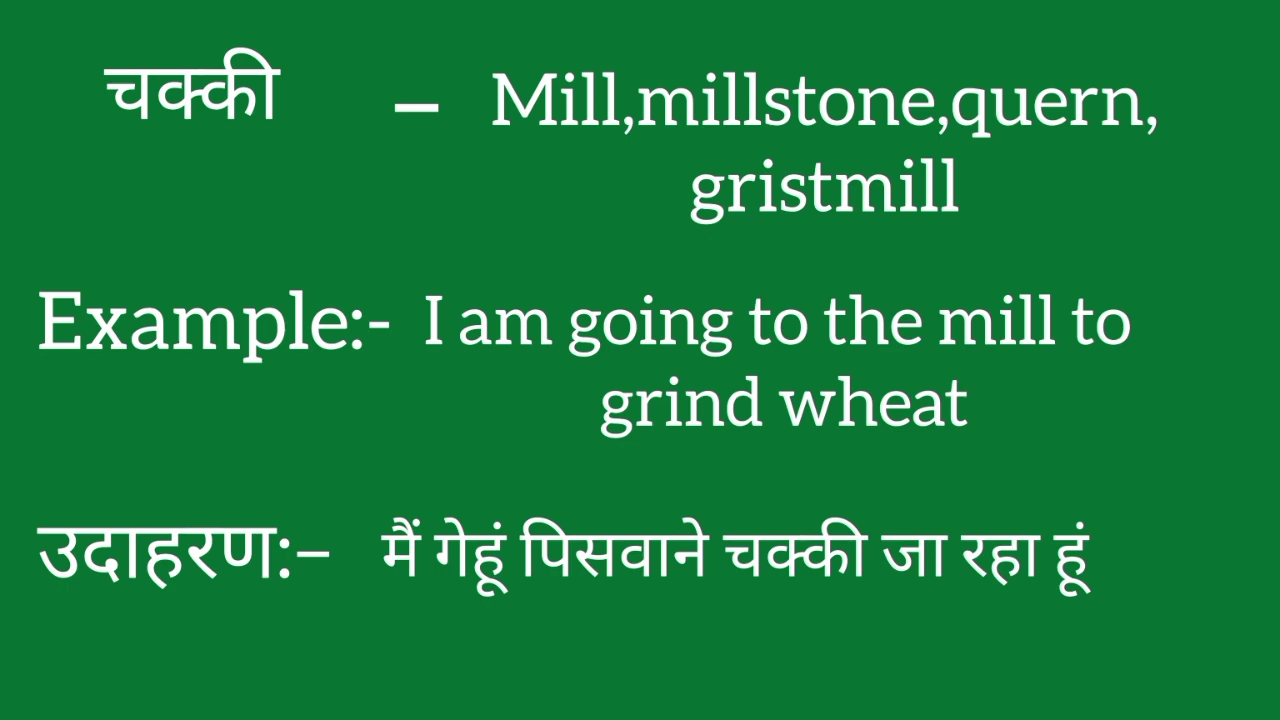 चक्की – Mill,millstone,quern,
gristmill
Example:- I am going to the mill to
grind wheat
उदाहरण:– मैं गेहूं पिसवाने चक्की जा रहा हूं